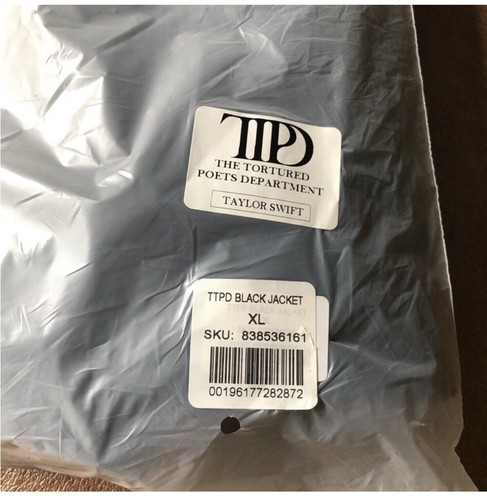 TTPD
THE TORTURED
POETS DEPARTMENT
TAYLOR SWIFT
TTPD BLACK JACKET
XL
SKU: 838536161
00196177282872